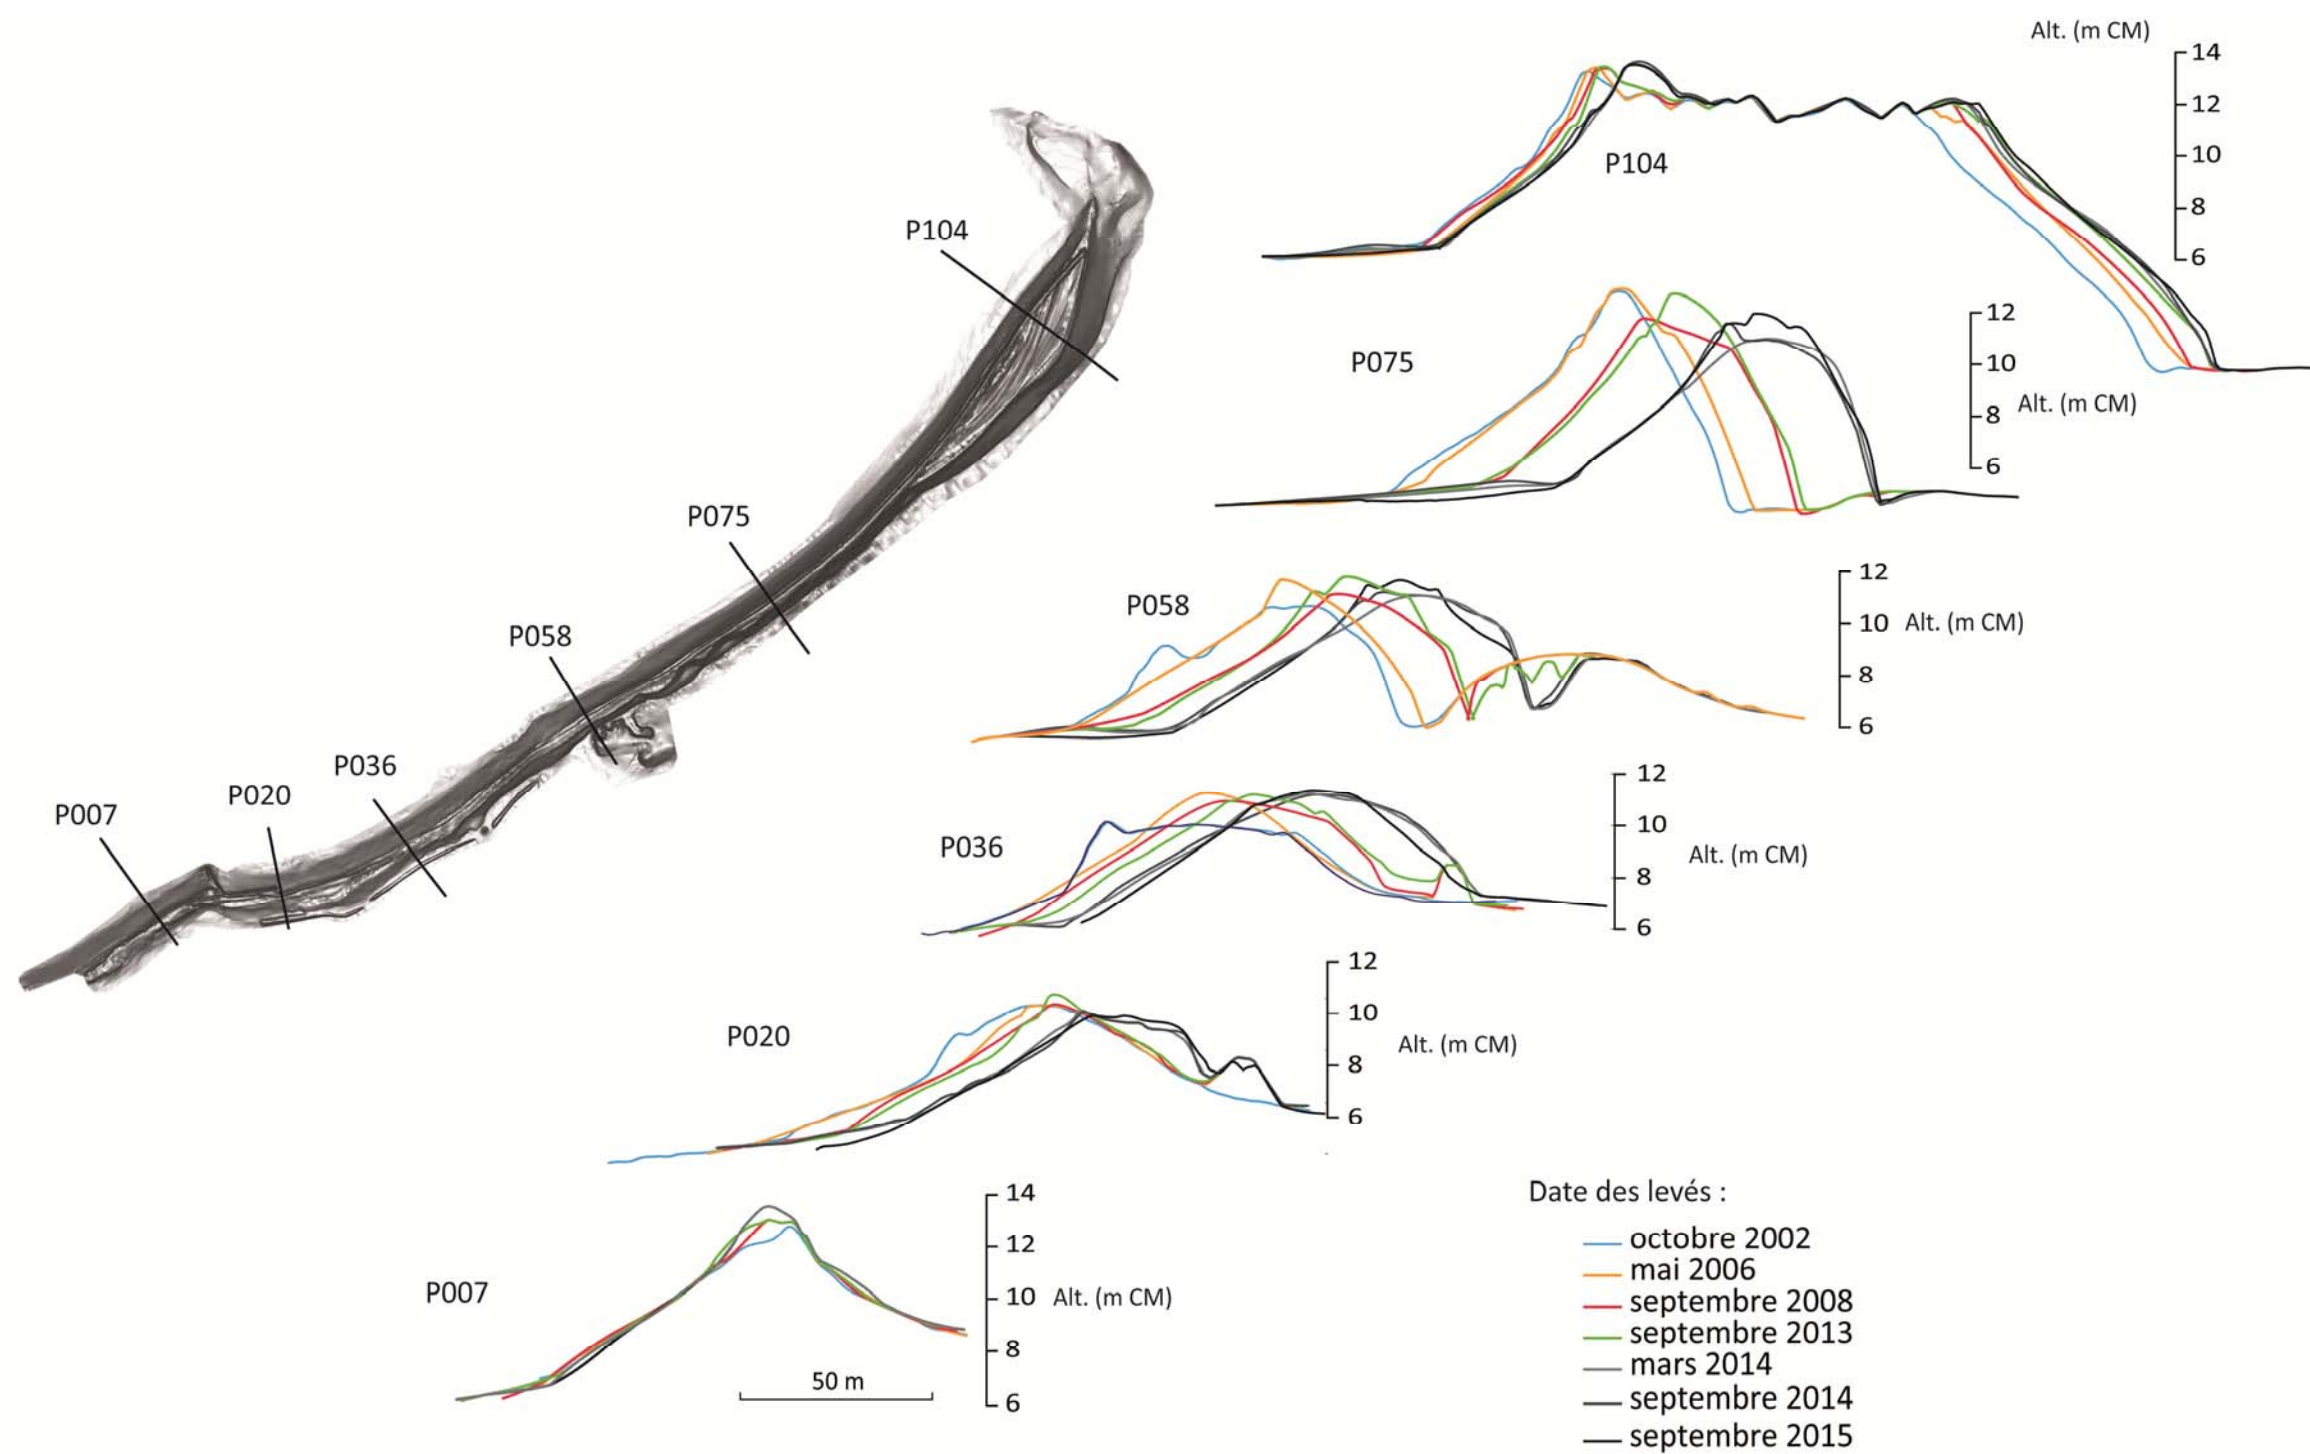 Alt. (m CM)
14
12
10
8
6
P104
P104
12
10
8
6
Alt. (m CM)
P075
P075
12
10
8
6
Alt. (m CM)
P058
P058
12
10
8
6
Alt. (m CM)
P036
P036
P020
P007
12
10
8
6
Alt. (m CM)
P020
14
12
10
8
6
Alt. (m CM)
P007
50 m
Date des levés :
octobre 2002
mai 2006
septembre 2008
septembre 2013
mars 2014
septembre 2014
septembre 2015